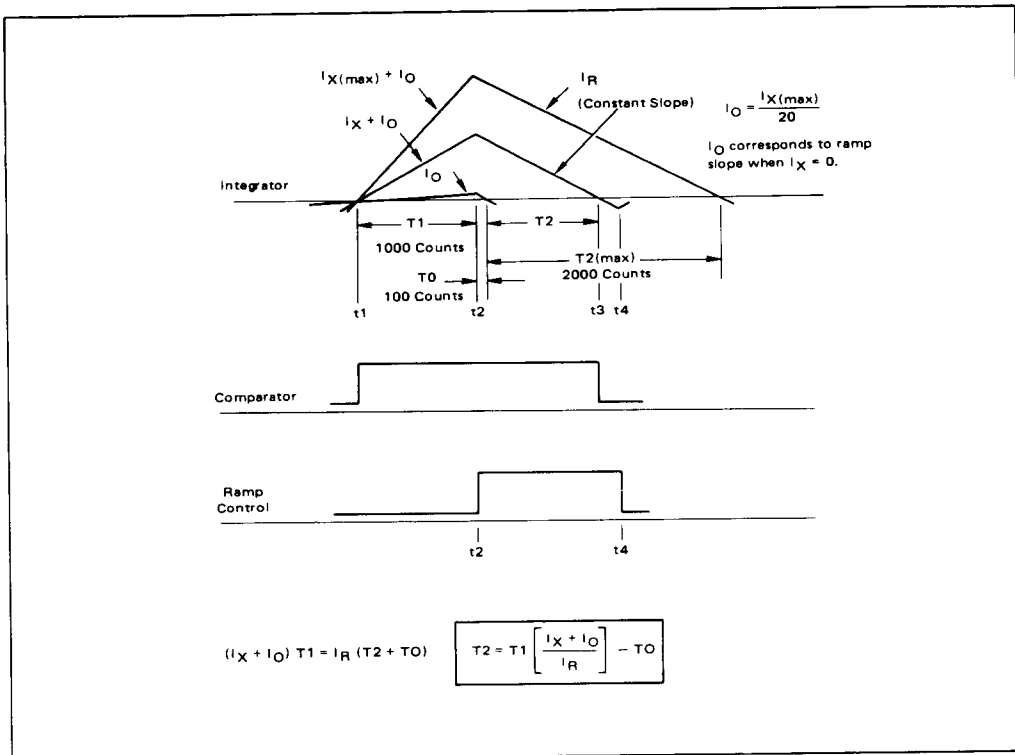 IX(max) + IO
IR
(Constant Slope)
IO = IX(max) / 20
IX + IO
IO corresponds to ramp
slope when IX = 0.
IO
Integrator
T1
T2
1000 Counts
T2(max)
2000 Counts
TO
100 Counts
t1
t2
t3
t4
Comparator
Ramp
Control
t2
t4
(IX + IO) T1 = IR (T2 + TO)
T2 = T1 [ IX + IO / IR ] − TO